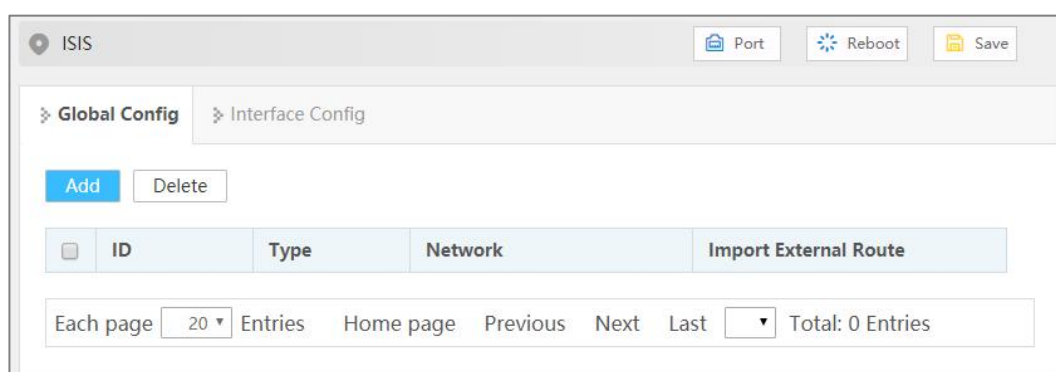 ISIS Port Reboot Save
Global Config Interface Config
Add Delete
ID Type Network Import External Route
Each page 20 Entries Home page Previous Next Last Total: 0 Entries